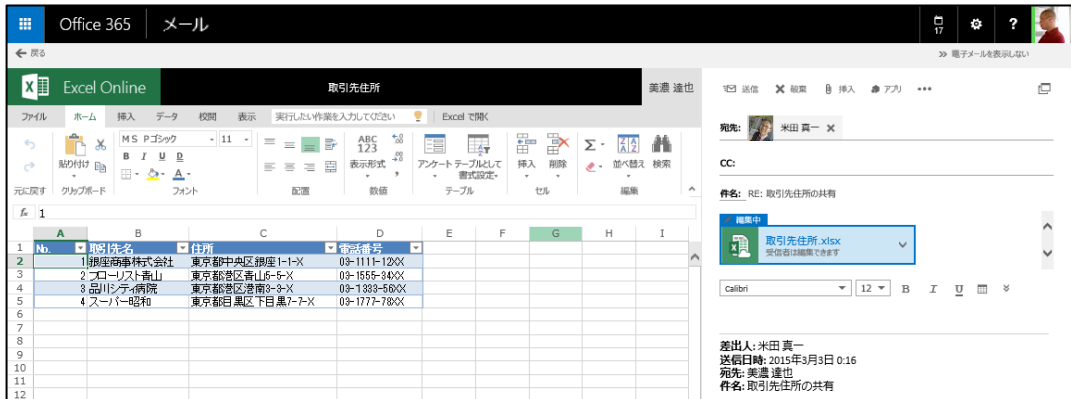 Office 365 メール
17 ?
戻る
電子メールを表示しない
Excel Online 取引先住所 美濃 達也
ファイル ホーム 挿入 データ 校閲 表示 実行したい作業を入力してください Excel で開く
MS Pゴシック 11
B I U D
貼り付け
ABC 123
表示形式
アンケート テーブルとして書式設定
挿入 削除
並べ替え 検索
元に戻す クリップボード フォント 配置 数値 テーブル セル 編集
fx 1
A B C D E F G H I
1 No. 取引先名 住所 電話番号
2 1 銀座商事株式会社 東京都中央区銀座1-1-X 03-1111-12XX
3 2 フローリスト青山 東京都港区青山5-5-X 03-1555-34XX
4 3 品川シティ病院 東京都港区港南3-3-X 03-1333-56XX
5 4 スーパー昭和 東京都目黒区下目黒7-7-X 03-1777-78XX
6
7
8
9
10
11
12
送信 破棄 挿入 アプリ •••
宛先: 米田 真一 ×
CC:
件名: RE: 取引先住所の共有
編集中
取引先住所.xlsx
受信者は編集できます
Calibri 12 B I U
差出人: 米田 真一
送信日時: 2015年3月3日 0:16
宛先: 美濃 達也
件名: 取引先住所の共有